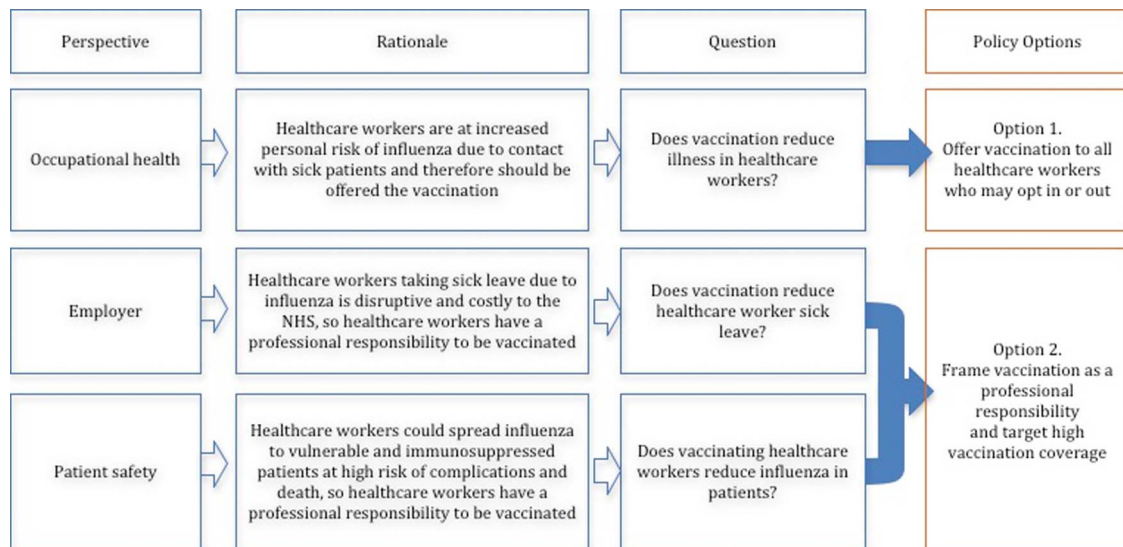 Perspective
Rationale
Question
Policy Options
Occupational health
Healthcare workers are at increased
personal risk of influenza due to contact
with sick patients and therefore should be
offered the vaccination
Does vaccination reduce
illness in healthcare
workers?
Option 1.
Offer vaccination to all
healthcare workers
who may opt in or out
Employer
Healthcare workers taking sick leave due to
influenza is disruptive and costly to the
NHS, so healthcare workers have a
professional responsibility to be vaccinated
Does vaccination reduce
healthcare worker sick
leave?
Option 2.
Frame vaccination as a
professional
responsibility
and target high
vaccination coverage
Patient safety
Healthcare workers could spread influenza
to vulnerable and immunosuppressed
patients at high risk of complications and
death, so healthcare workers have a
professional responsibility to be vaccinated
Does vaccinating healthcare
workers reduce influenza in
patients?